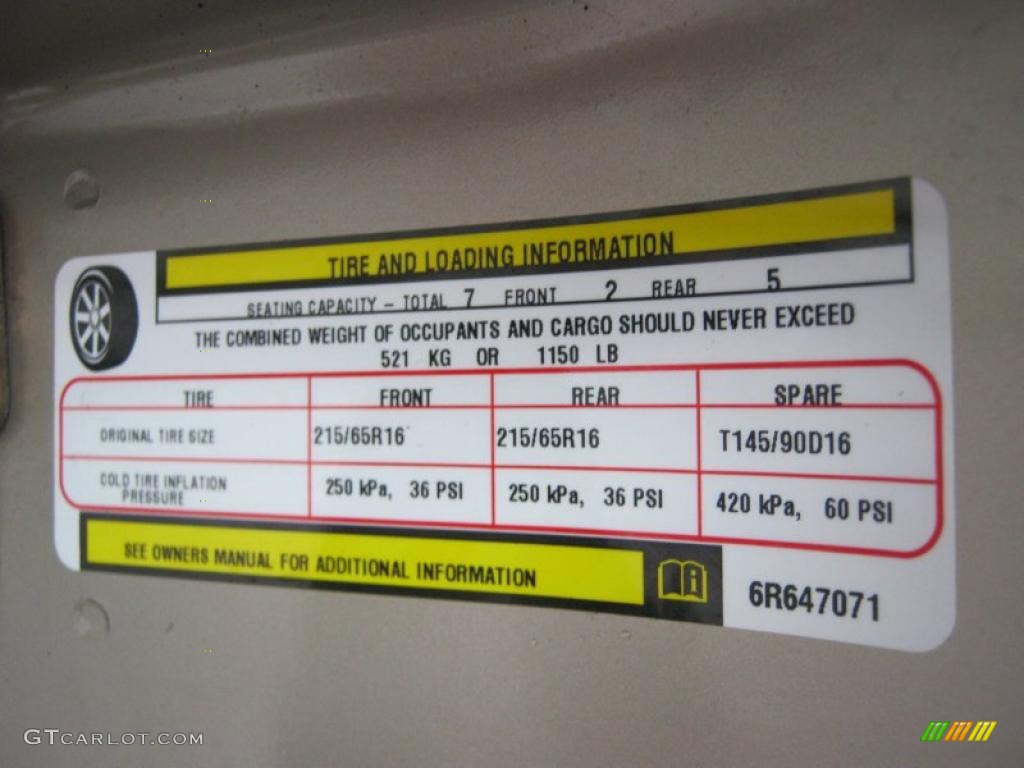 TIRE AND LOADING INFORMATION
SEATING CAPACITY - TOTAL 7 FRONT 2 REAR 5
THE COMBINED WEIGHT OF OCCUPANTS AND CARGO SHOULD NEVER EXCEED
521 KG OR 1150 LB
TIRE FRONT REAR SPARE
ORIGINAL TIRE SIZE 215/65R16 215/65R16 T145/90D16
COLD TIRE INFLATION PRESSURE 250 kPa, 36 PSI 250 kPa, 36 PSI 420 kPa, 60 PSI
SEE OWNERS MANUAL FOR ADDITIONAL INFORMATION
6R647071
GTCARLOT.COM